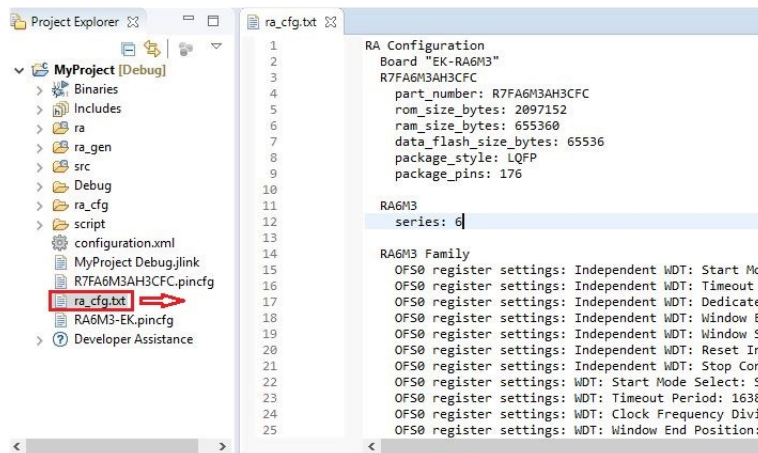 Project Explorer
MyProject [Debug]
Binaries
Includes
ra
ra_gen
src
Debug
ra_cfg
script
configuration.xml
MyProject Debug.jlink
R7FA6M3AH3CFC.pincfg
ra_cfg.txt
RA6M3-EK.pincfg
Developer Assistance
ra_cfg.txt
1 RA Configuration
2 Board "EK-RA6M3"
3 R7FA6M3AH3CFC
4 part_number: R7FA6M3AH3CFC
5 rom_size_bytes: 2097152
6 ram_size_bytes: 655360
7 data_flash_size_bytes: 65536
8 package_style: LQFP
9 package_pins: 176
10
11 RA6M3
12 series: 6
13
14 RA6M3 Family
15 OFS0 register settings: Independent WDT: Start Mo
16 OFS0 register settings: Independent WDT: Timeout
17 OFS0 register settings: Independent WDT: Dedicate
18 OFS0 register settings: Independent WDT: Window E
19 OFS0 register settings: Independent WDT: Window S
20 OFS0 register settings: Independent WDT: Reset In
21 OFS0 register settings: Independent WDT: Stop Con
22 OFS0 register settings: WDT: Start Mode Select: S
23 OFS0 register settings: WDT: Timeout Period: 1638
24 OFS0 register settings: WDT: Clock Frequency Divi
25 OFS0 register settings: WDT: Window End Position: